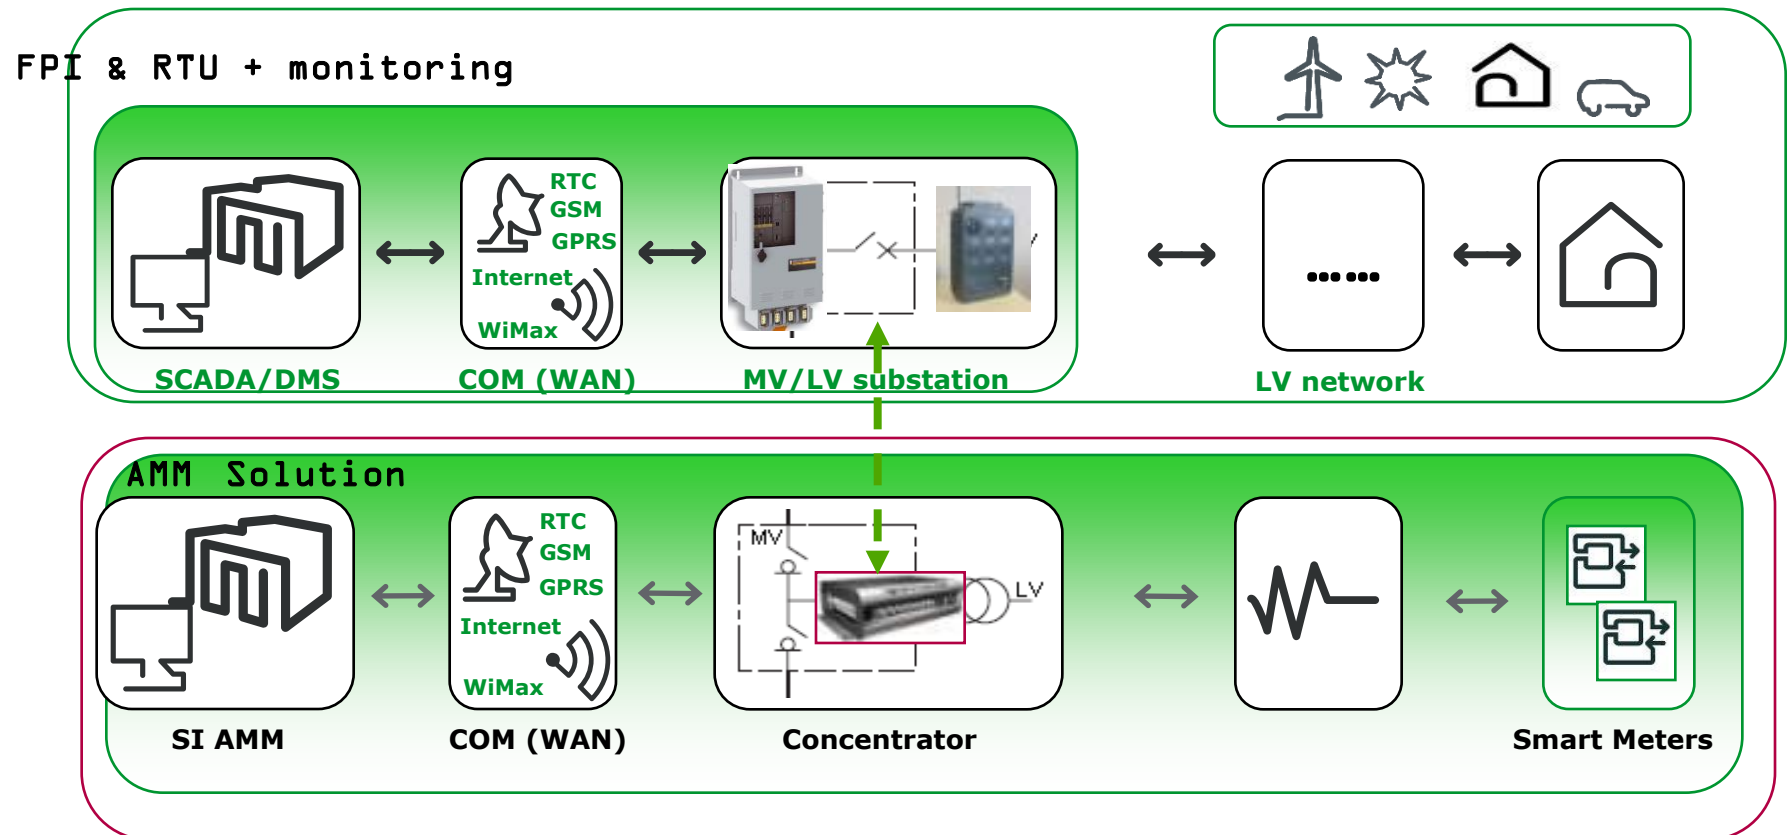 FPI & RTU + monitoring
RTC
GSM
GPRS
Internet
WiMax
......
SCADA/DMS
COM (WAN)
MV/LV substation
LV network
AMM Solution
RTC
GSM
GPRS
Internet
WiMax
MV
LV
SI AMM
COM (WAN)
Concentrator
Smart Meters